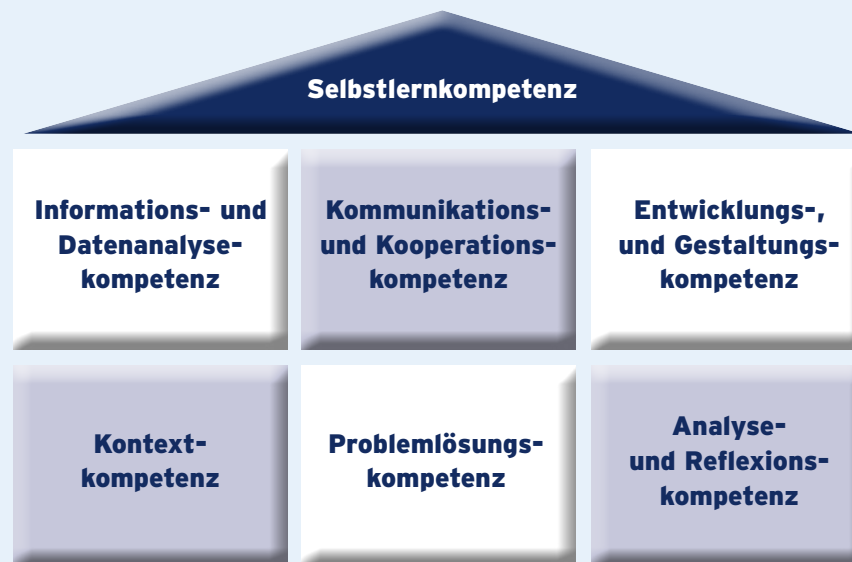 Selbstlernkompetenz
Informations- und
Datenanalyse-
kompetenz
Kommunikations-
und Kooperations-
kompetenz
Entwicklungs-,
und Gestaltungs-
kompetenz
Kontext-
kompetenz
Problemlösungs-
kompetenz
Analyse-
und Reflexions-
kompetenz